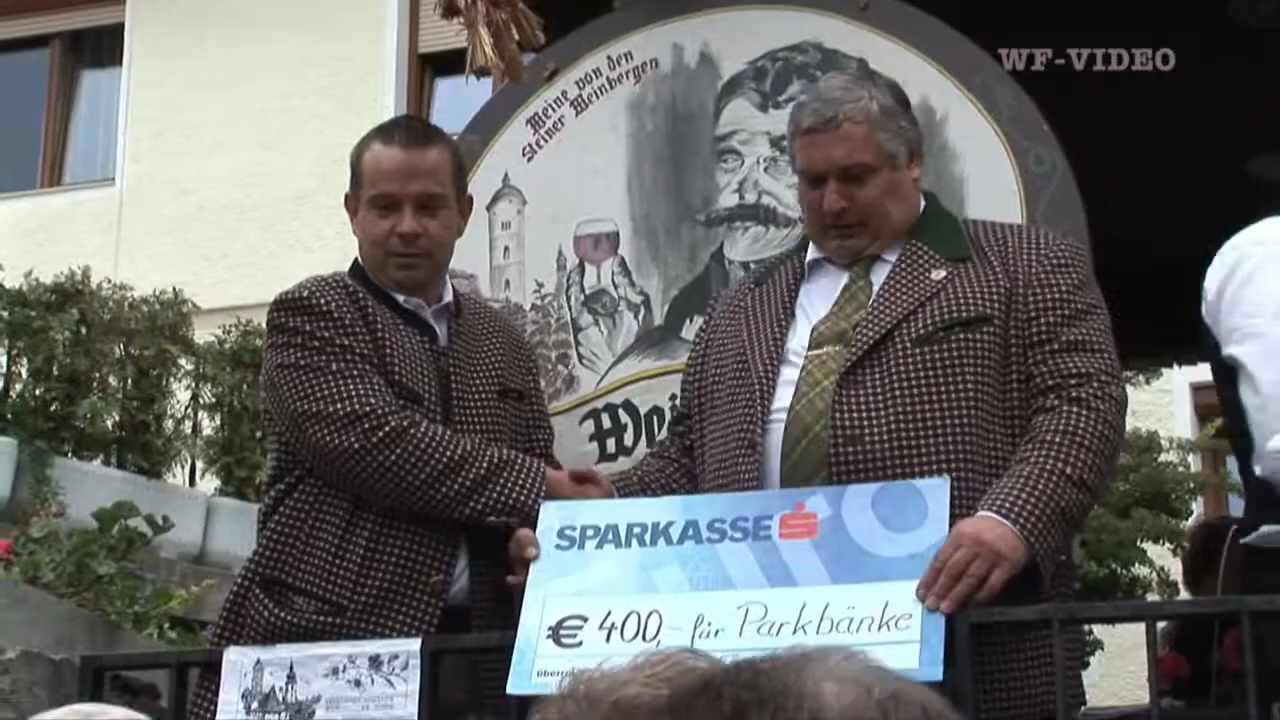 WF-VIDEO
Weine von den
Steiner Weinbergen
SPARKASSE
€ 400,- für Parkbänke